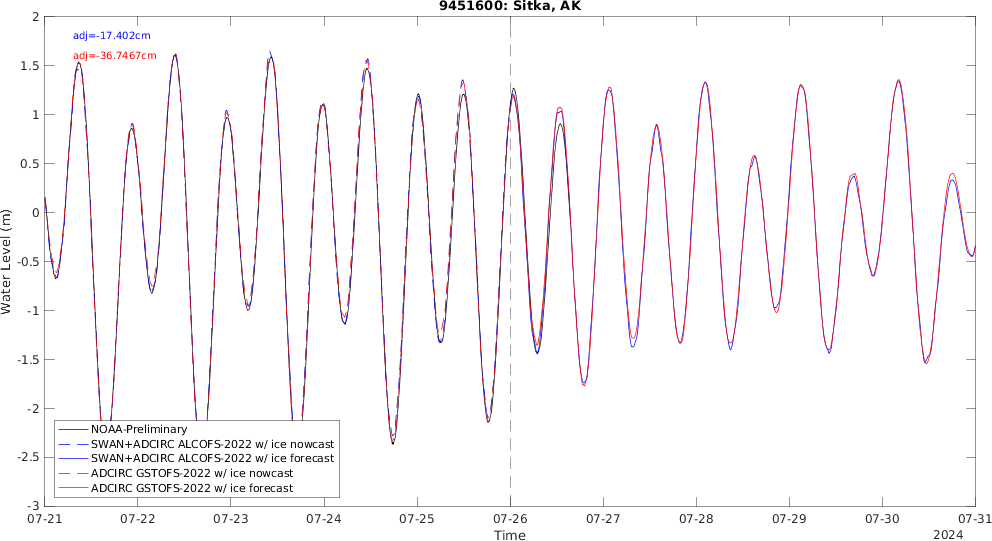 9451600: Sitka, AK
adj=-17.402cm
adj=-36.7467cm
2
1.5
1
0.5
0
-0.5
-1
-1.5
-2
-2.5
-3
Water Level (m)
NOAA-Preliminary
SWAN+ADCIRC ALCOFS-2022 w/ ice nowcast
SWAN+ADCIRC ALCOFS-2022 w/ ice forecast
ADCIRC GSTOFS-2022 w/ ice nowcast
ADCIRC GSTOFS-2022 w/ ice forecast
07-21 07-22 07-23 07-24 07-25 07-26 07-27 07-28 07-29 07-30 07-31
Time
2024